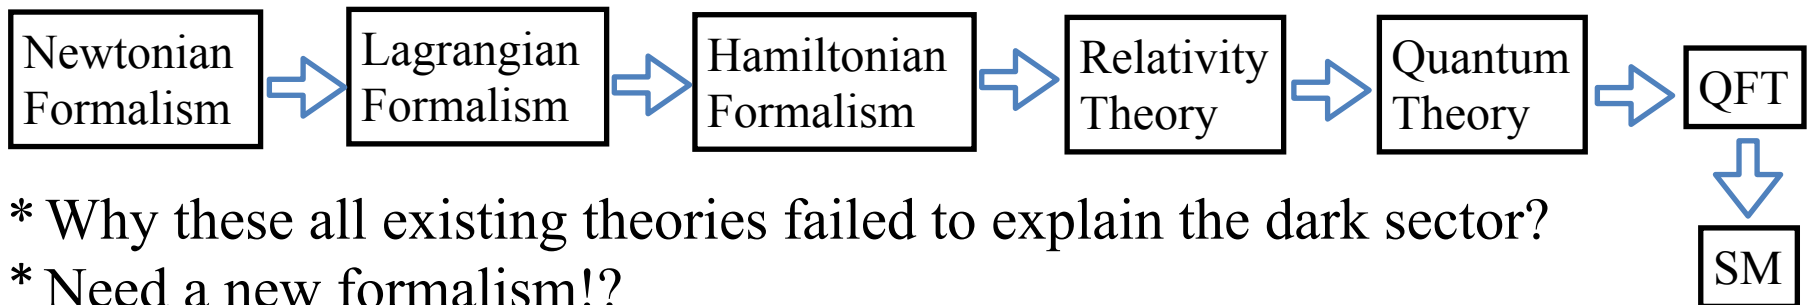 Newtonian
Formalism
Lagrangian
Formalism
Hamiltonian
Formalism
Relativity
Theory
Quantum
Theory
QFT
SM
* Why these all existing theories failed to explain the dark sector?
* Need a new formalism!?